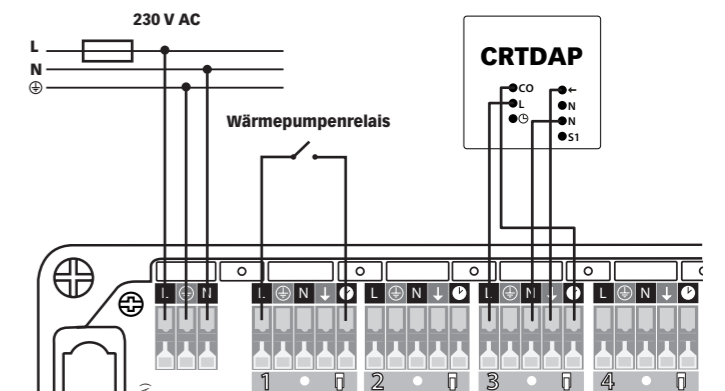 230 V AC
L
N
Wärmepumpenrelais
CRTDAP
CO ←
L N
N
S1
L N L N ↓ L N ↓ L N ↓ L N ↓
1 2 3 4